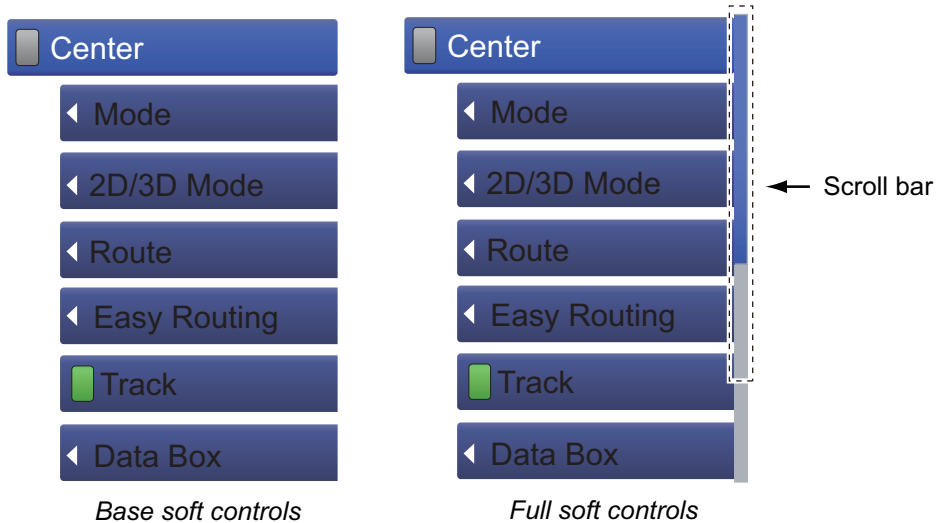 Center
Mode
2D/3D Mode
Route
Easy Routing
Track
Data Box
Base soft controls
Center
Mode
2D/3D Mode
Route
Easy Routing
Track
Data Box
Full soft controls
Scroll bar